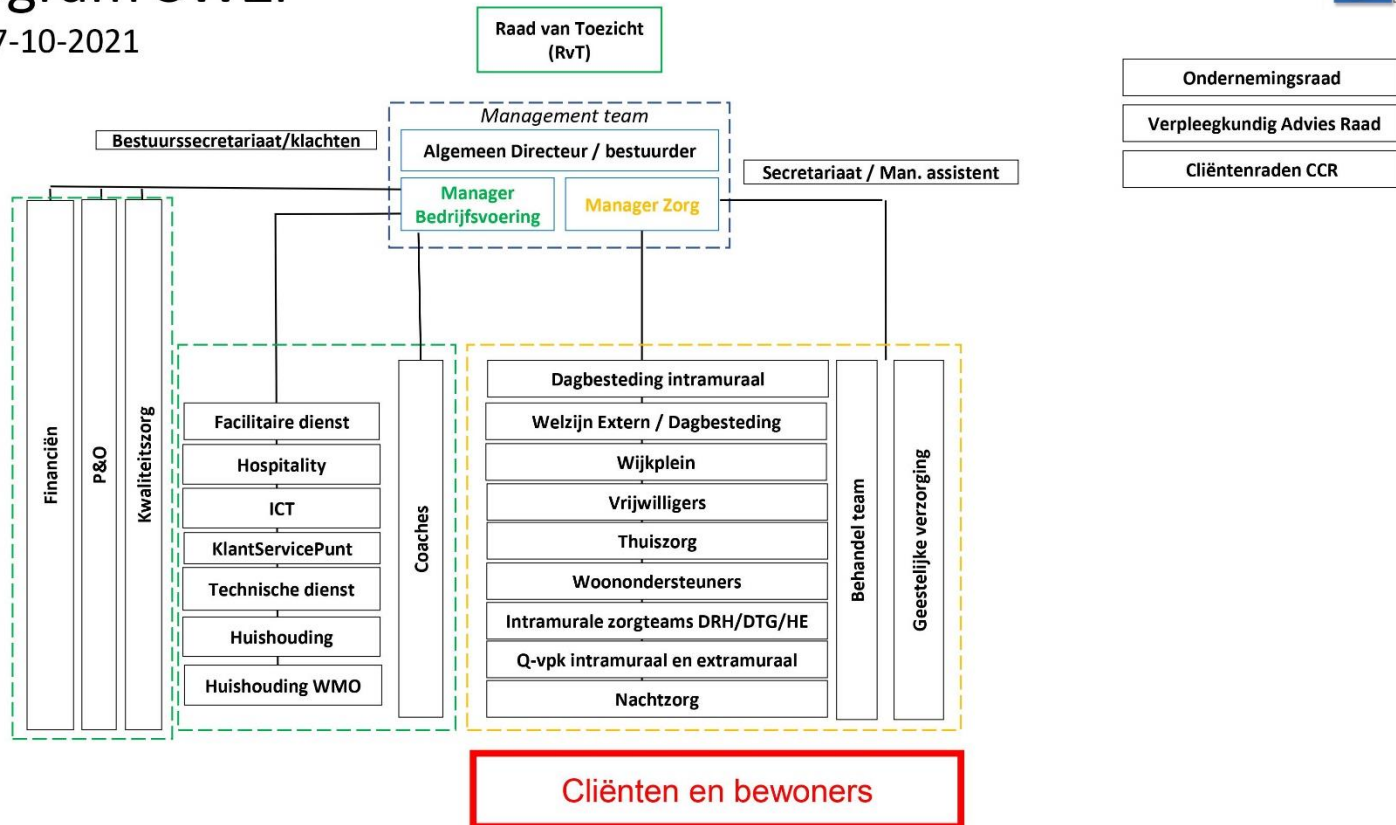 7-10-2021
Raad van Toezicht
(RvT)
Ondernemingsraad
Verpleegkundig Advies Raad
Cliëntenraden CCR
Management team
Bestuurssecretariaat/klachten
Algemeen Directeur / bestuurder
Secretariaat / Man. assistent
Manager
Bedrijfsvoering
Manager Zorg
Financiën
P&O
Kwaliteitszorg
Facilitaire dienst
Hospitality
ICT
KlantServicePunt
Technische dienst
Huishouding
Huishouding WMO
Coaches
Dagbesteding intramuraal
Welzijn Extern / Dagbesteding
Wijkplein
Vrijwilligers
Thuiszorg
Woonondersteuners
Intramurale zorgteams DRH/DTG/HE
Q-vpk intramuraal en extramuraal
Nachtzorg
Behandel team
Geestelijke verzorging
Cliënten en bewoners